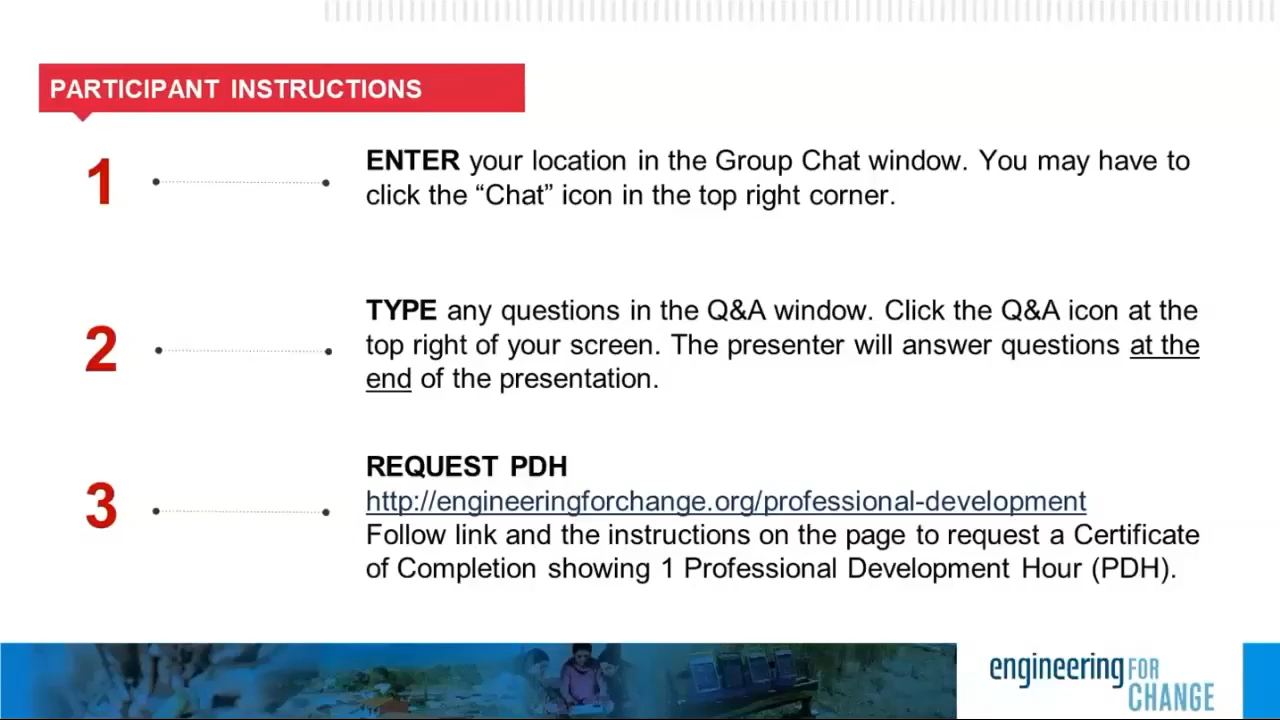 PARTICIPANT INSTRUCTIONS
1
ENTER your location in the Group Chat window. You may have to
click the “Chat” icon in the top right corner.
2
TYPE any questions in the Q&A window. Click the Q&A icon at the
top right of your screen. The presenter will answer questions at the
end of the presentation.
3
REQUEST PDH
http://engineeringforchange.org/professional-development
Follow link and the instructions on the page to request a Certificate
of Completion showing 1 Professional Development Hour (PDH).
engineering FOR
CHANGE